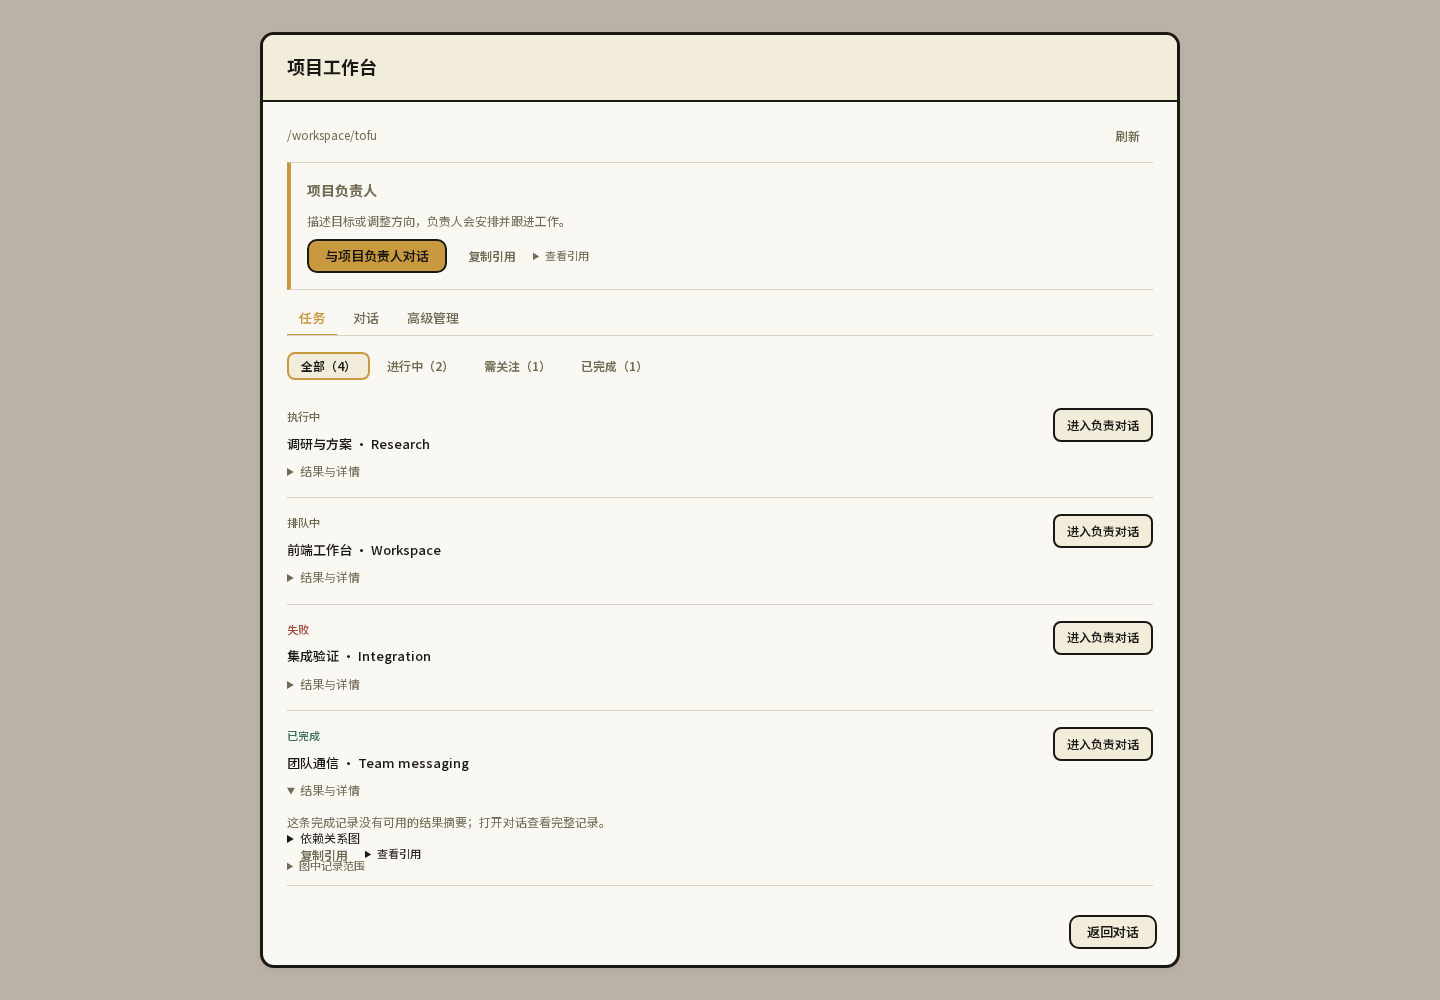 项目工作台
/workspace/tofu
刷新
项目负责人
描述目标或调整方向，负责人会安排并跟进工作。
与项目负责人对话 复制引用 ▶ 查看引用
任务 对话 高级管理
全部（4） 进行中（2） 需关注（1） 已完成（1）
执行中
进入负责对话
调研与方案 · Research
▶ 结果与详情
排队中
进入负责对话
前端工作台 · Workspace
▶ 结果与详情
失败
进入负责对话
集成验证 · Integration
▶ 结果与详情
已完成
进入负责对话
团队通信 · Team messaging
▼ 结果与详情
这条完成记录没有可用的结果摘要；打开对话查看完整记录。
▶ 依赖关系图
复制引用 ▶ 查看引用
▶ 图中记录范围
返回对话